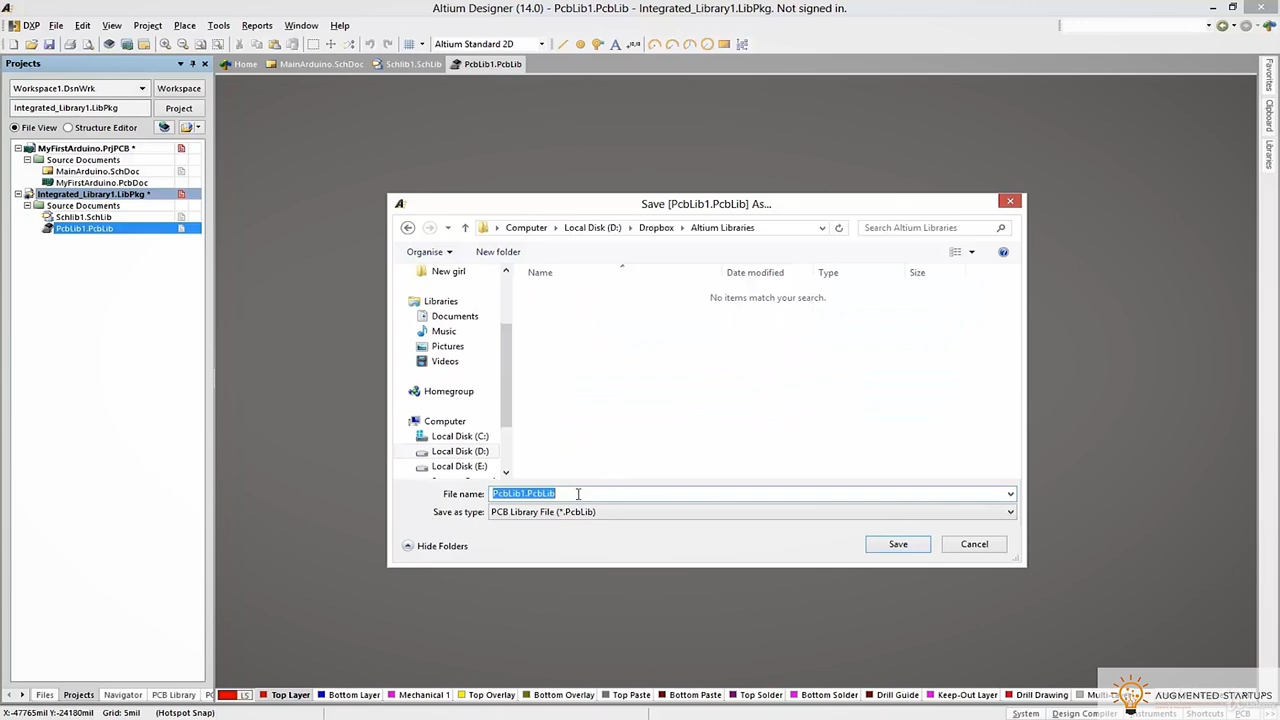 Altium Designer (14.0) - PcbLib1.PcbLib - Integrated_Library1.LibPkg. Not signed in.
DXP File Edit View Project Place Tools Reports Window Help
Altium Standard 2D
Projects
Home MainArduino.SchDoc Schlib1.SchLib PcbLib1.PcbLib
Workspace1.DsnWrk Workspace
Integrated_Library1.LibPkg Project
File View Structure Editor
MyFirstArduino.PrjPCB *
Source Documents
MainArduino.SchDoc
MyFirstArduino.PcbDoc
Integrated_Library1.LibPkg *
Source Documents
Schlib1.SchLib
PcbLib1.PcbLib
Favorites
Clipboard
Libraries
Save [PcbLib1.PcbLib] As...
Computer Local Disk (D:) Dropbox Altium Libraries Search Altium Libraries
Organise New folder
Name Date modified Type Size
No items match your search.
New girl
Libraries
Documents
Music
Pictures
Videos
Homegroup
Computer
Local Disk (C:)
Local Disk (D:)
Local Disk (E:)
File name: PcbLib1.PcbLib
Save as type: PCB Library File (*.PcbLib)
Hide Folders Save Cancel
Files Projects Navigator PCB Library
LS Top Layer Bottom Layer Mechanical 1 Top Overlay Bottom Overlay Top Paste Bottom Paste Top Solder Bottom Solder Drill Guide Keep-Out Layer Drill Drawing
AUGMENTED STARTUPS
X:-47765mil Y:-24180mil Grid: 5mil (Hotspot Snap)
System Design Compiler Instruments Shortcuts PCB